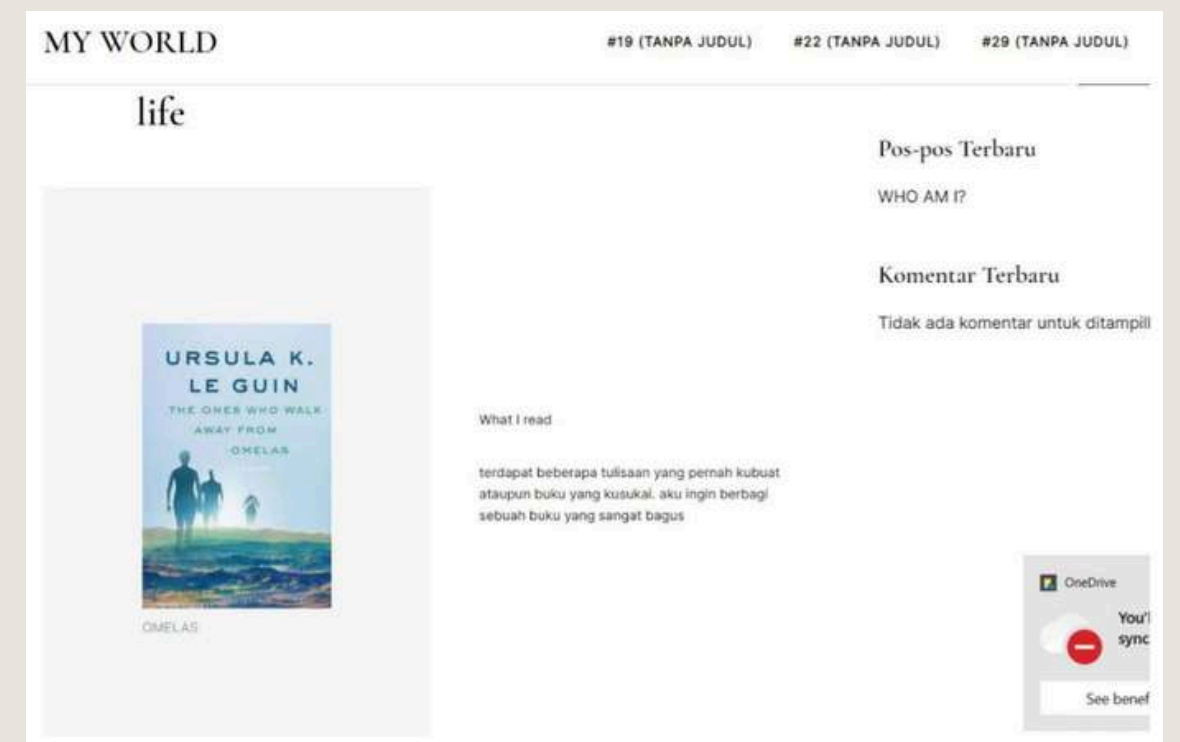 MY WORLD
#19 (TANPA JUDUL) #22 (TANPA JUDUL) #29 (TANPA JUDUL)
life
URSULA K.
LE GUIN
THE ONES WHO WALK
AWAY FROM
OMELAS
OMELAS
What I read
terdapat beberapa tulisaan yang pernah kubuat
ataupun buku yang kusukai. aku ingin berbagi
sebuah buku yang sangat bagus
Pos-pos Terbaru
WHO AM I?
Komentar Terbaru
Tidak ada komentar untuk ditampill
OneDrive
You'l
sync
See benef